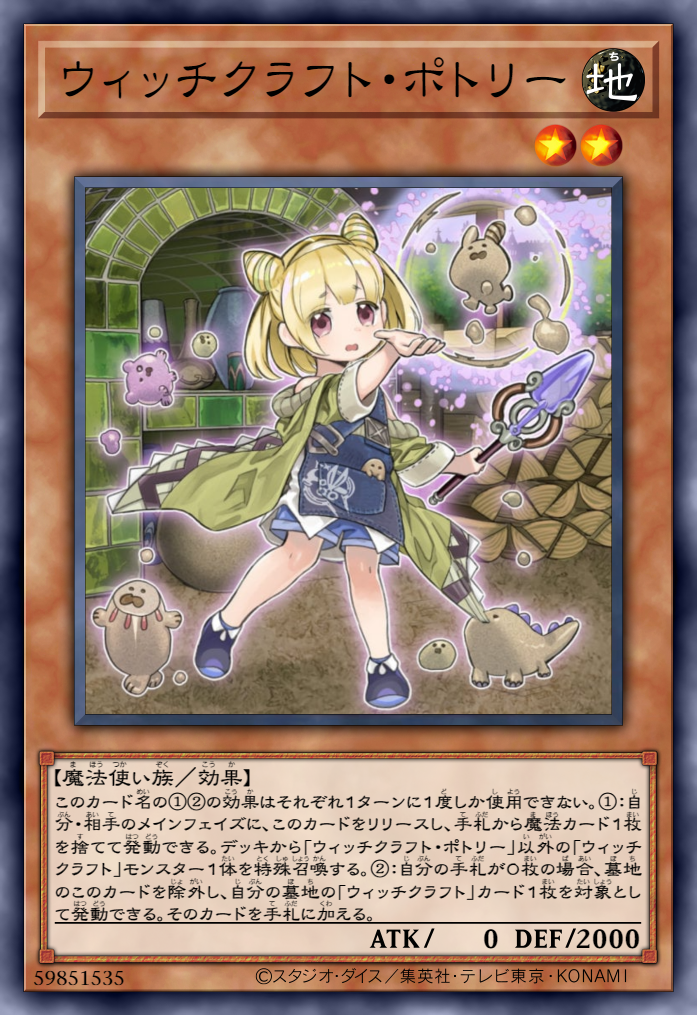 ウィッチクラフト・ポトリー
地
【魔法使い族／効果】
このカード名の①②の効果はそれぞれ1ターンに1度しか使用できない。①：自
分・相手のメインフェイズに、このカードをリリースし、手札から魔法カード1枚
を捨てて発動できる。デッキから「ウィッチクラフト・ポトリー」以外の「ウィッチ
クラフト」モンスター1体を特殊召喚する。②：自分の手札が0枚の場合、墓地
のこのカードを除外し、自分の墓地の「ウィッチクラフト」カード1枚を対象とし
て発動できる。そのカードを手札に加える。
ATK/ 0 DEF/2000
59851535 ©スタジオ・ダイス／集英社・テレビ東京・KONAMI